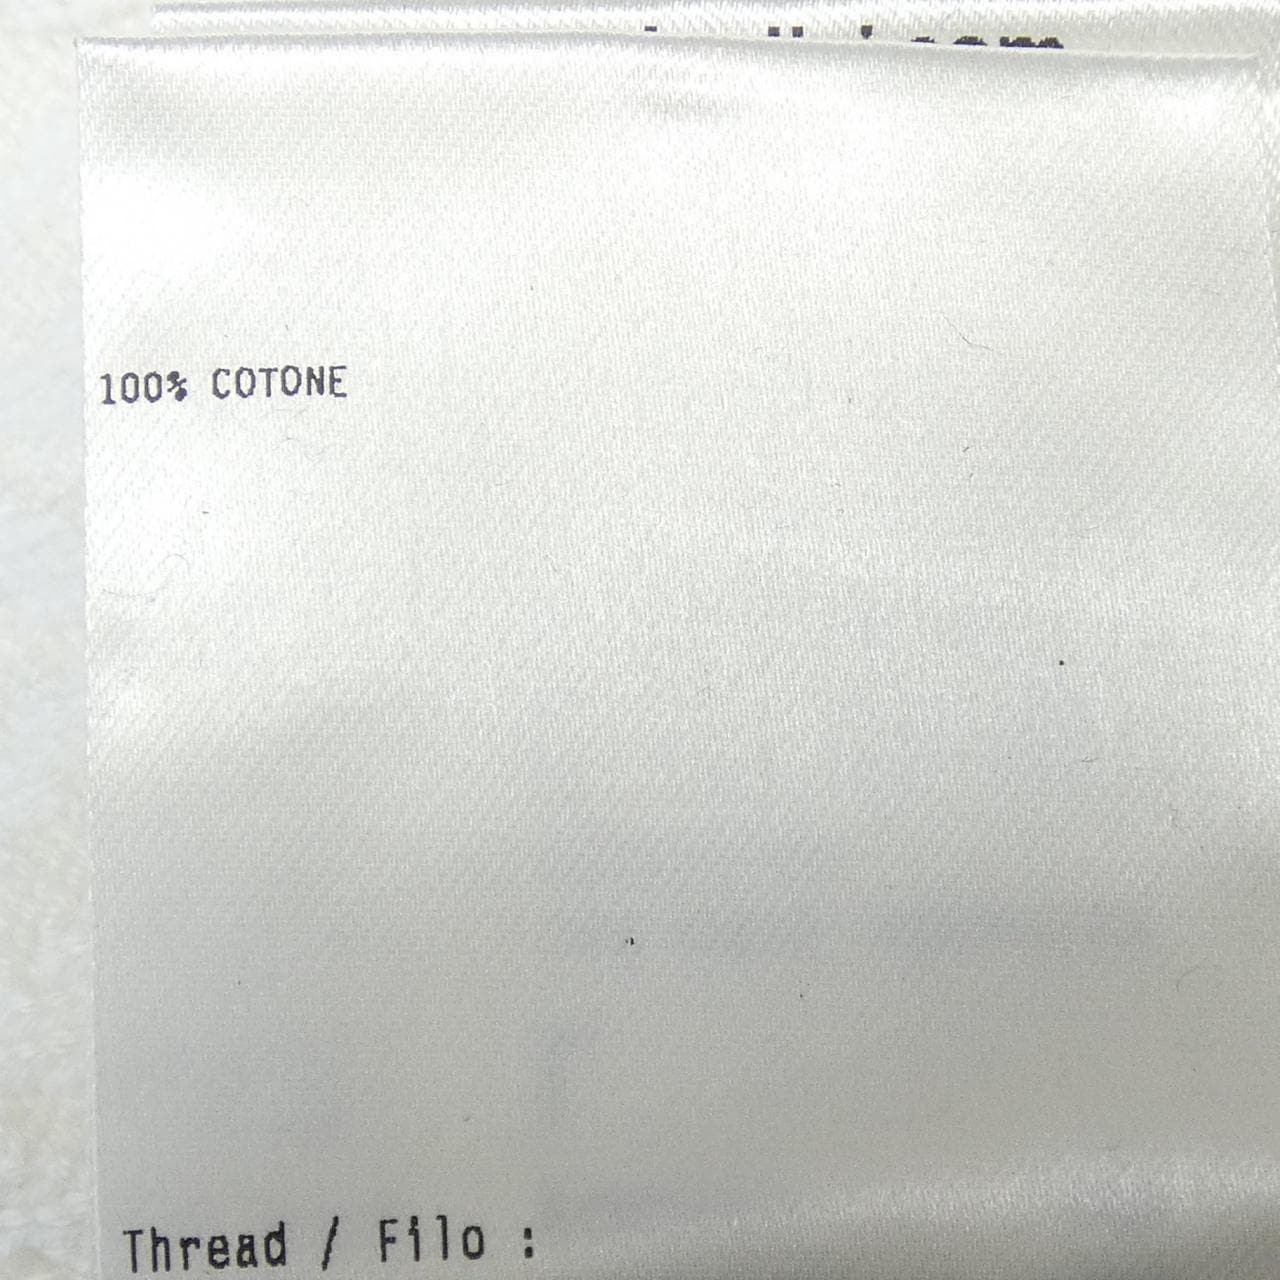 100% COTONE
Thread / Filo :